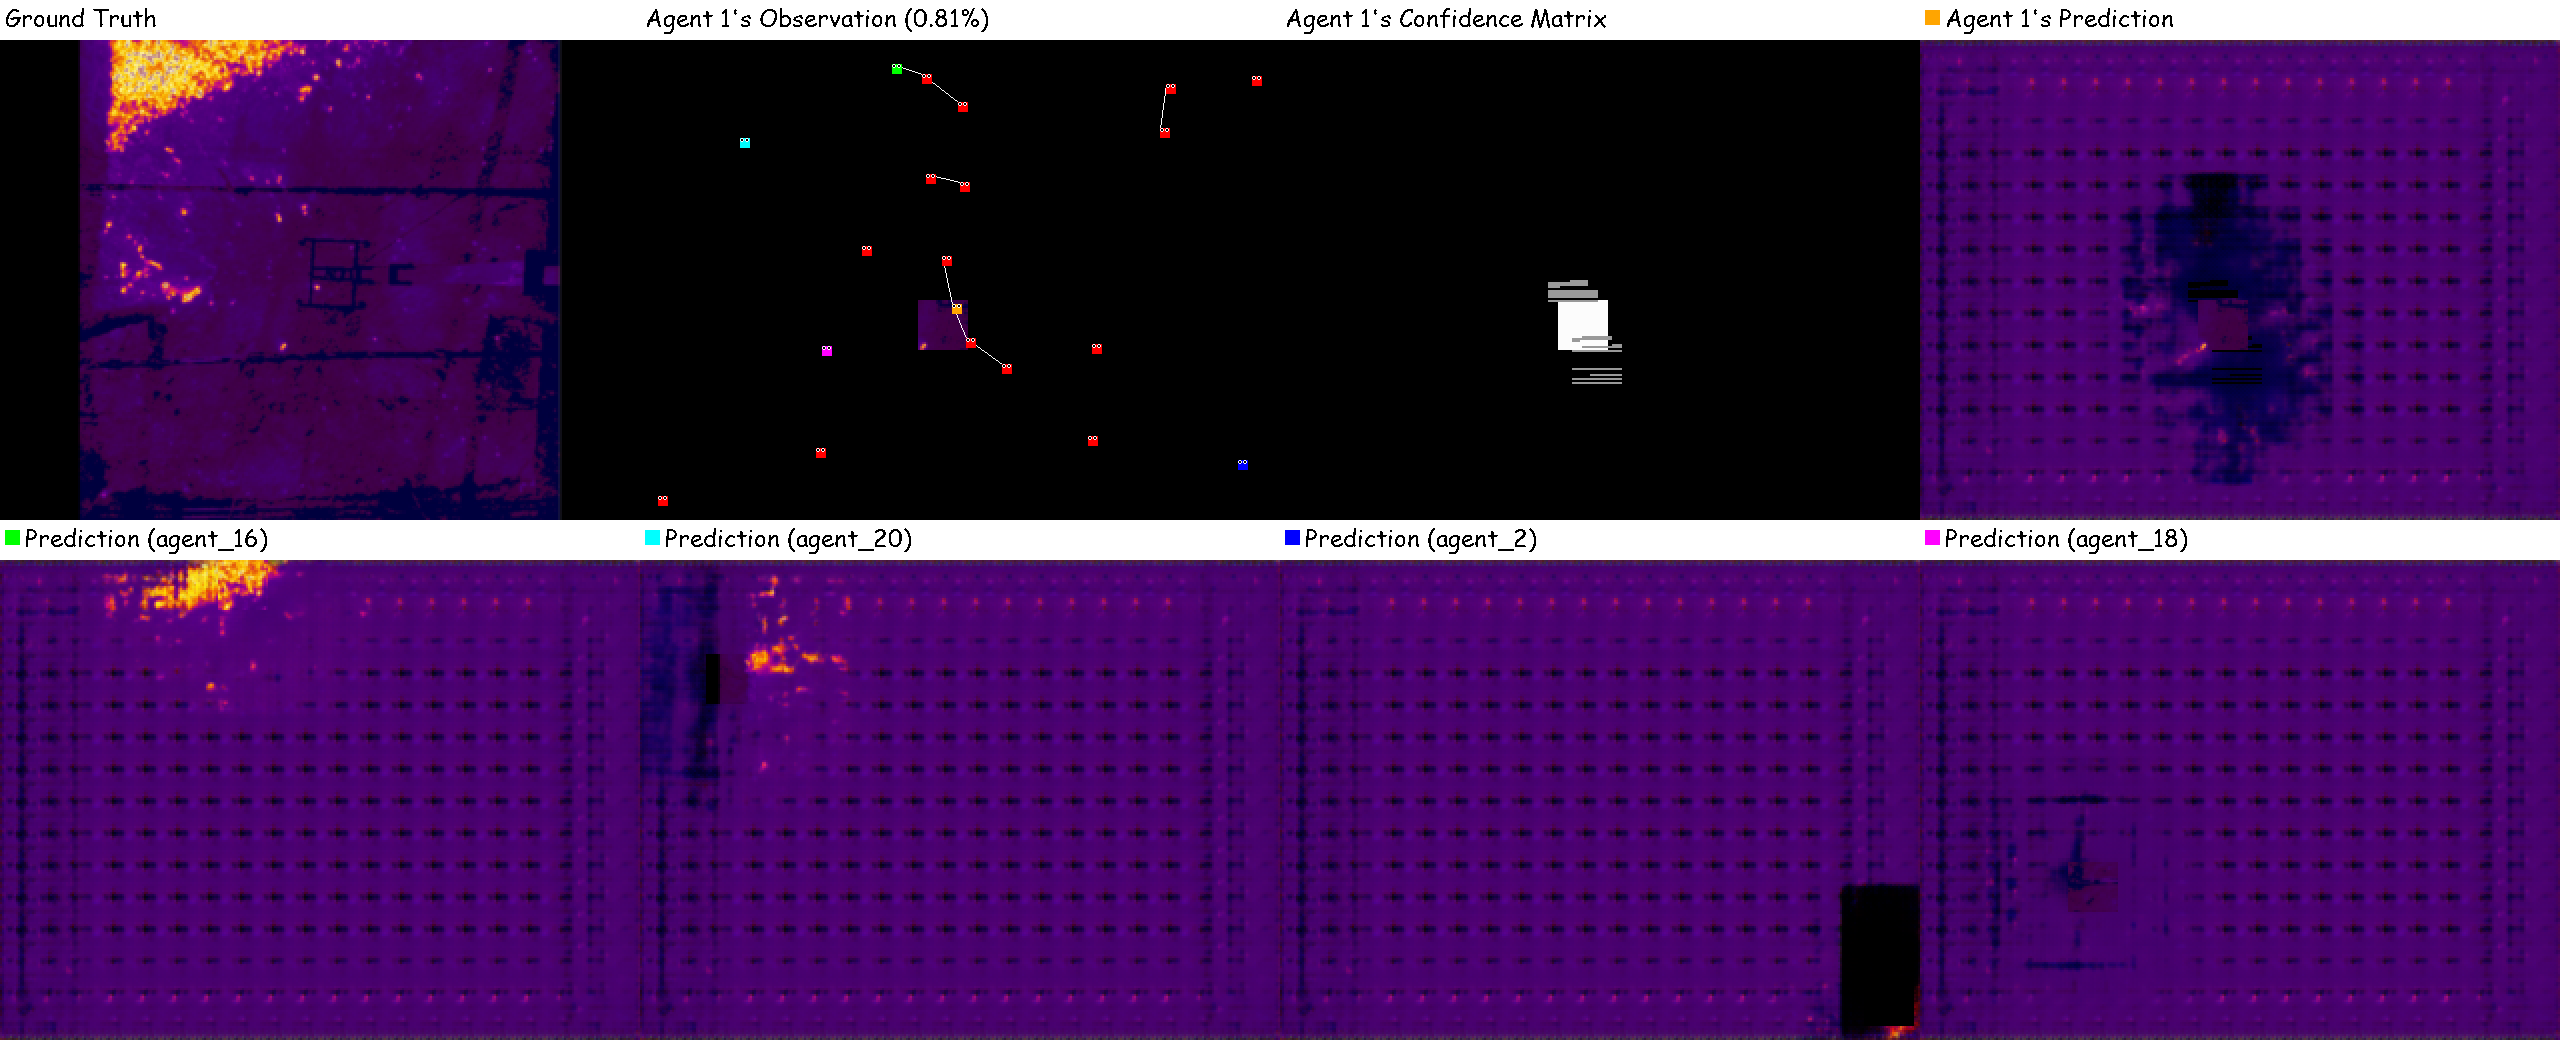 Ground Truth
Agent 1's Observation (0.81%)
Agent 1's Confidence Matrix
Agent 1's Prediction
Prediction (agent_16)
Prediction (agent_20)
Prediction (agent_2)
Prediction (agent_18)